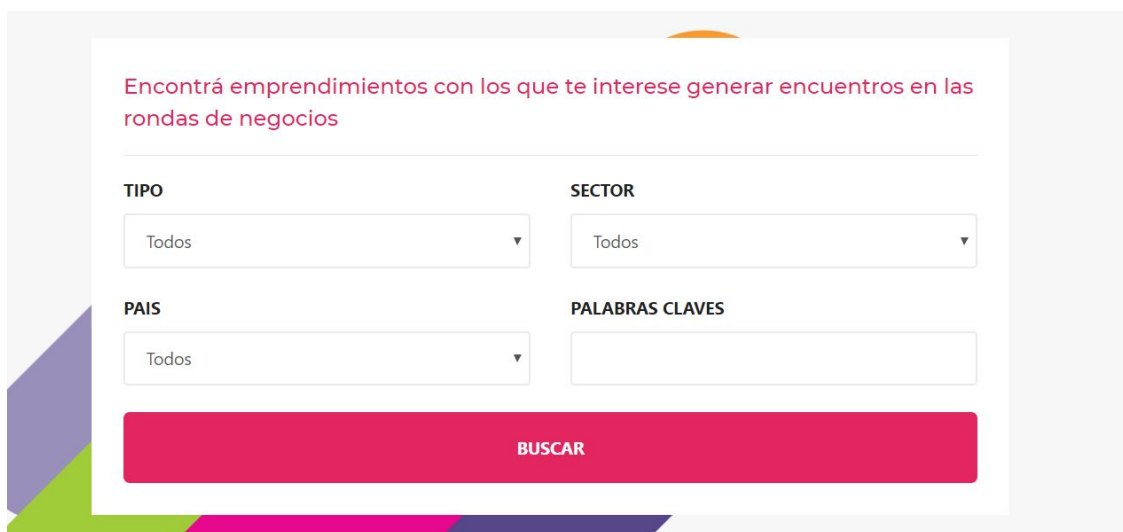 Encontrá emprendimientos con los que te interese generar encuentros en las
rondas de negocios
TIPO
SECTOR
Todos
Todos
PAIS
PALABRAS CLAVES
Todos
BUSCAR